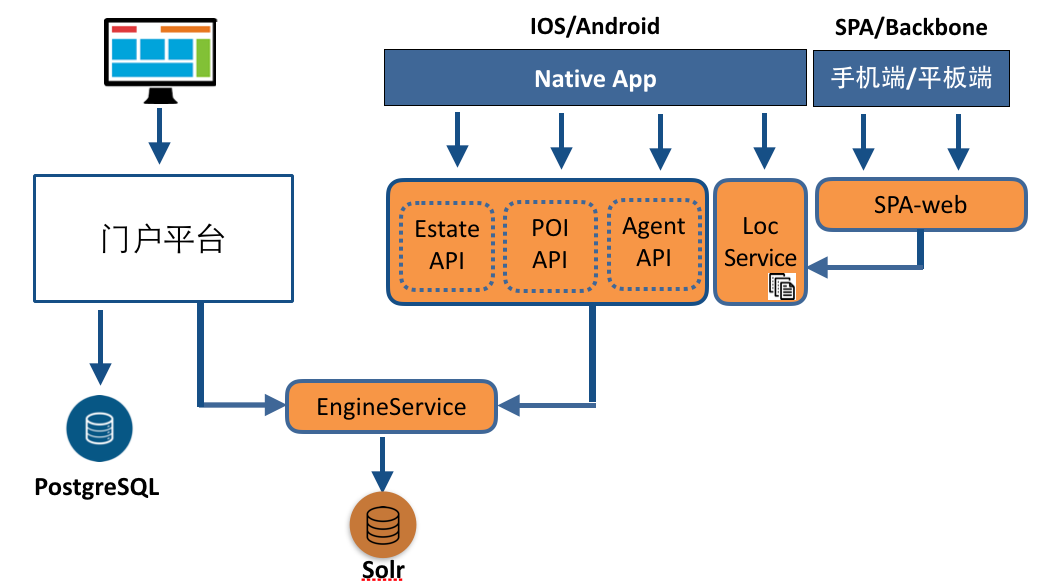 IOS/Android
SPA/Backbone
Native App
手机端/平板端
门户平台
Estate
API
POI
API
Agent
API
Loc
Service
SPA-web
EngineService
PostgreSQL
Solr